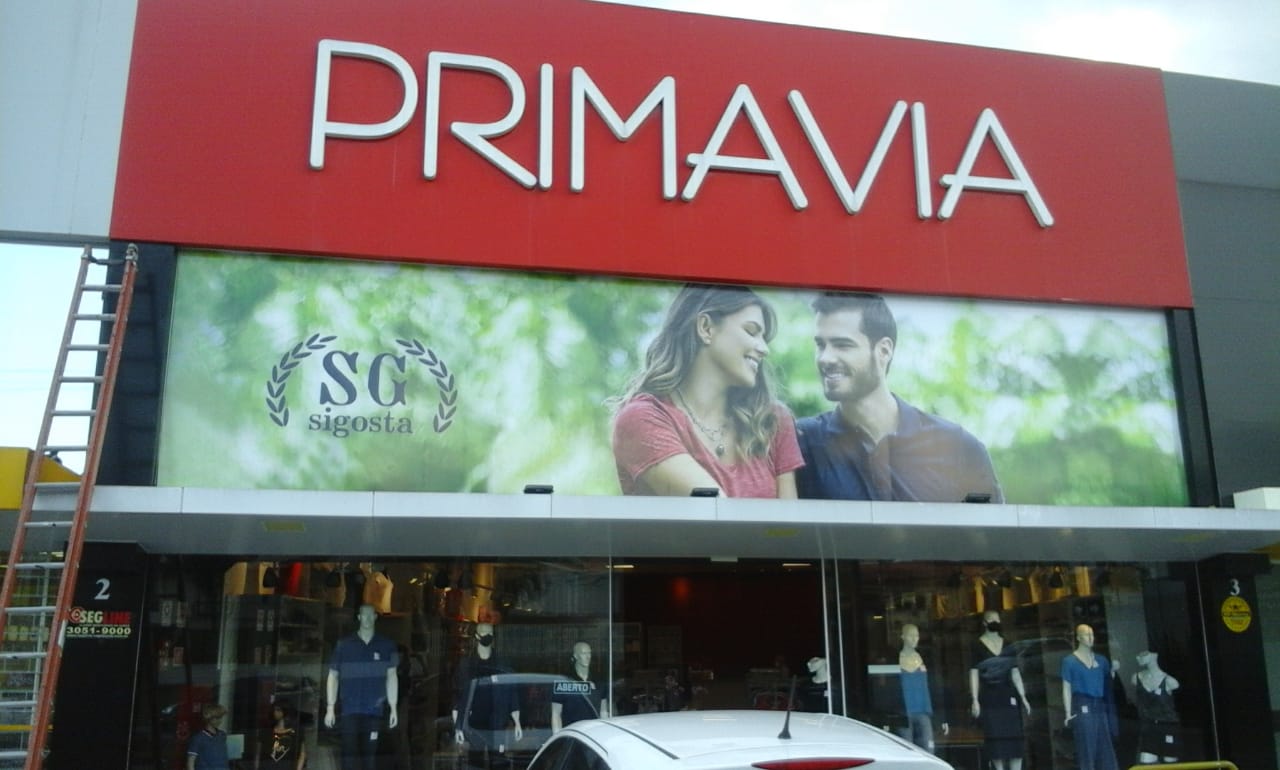 PRIMAVIA
SG
sigosta
2
SEGLINE
3051-9000
ABERTO
3